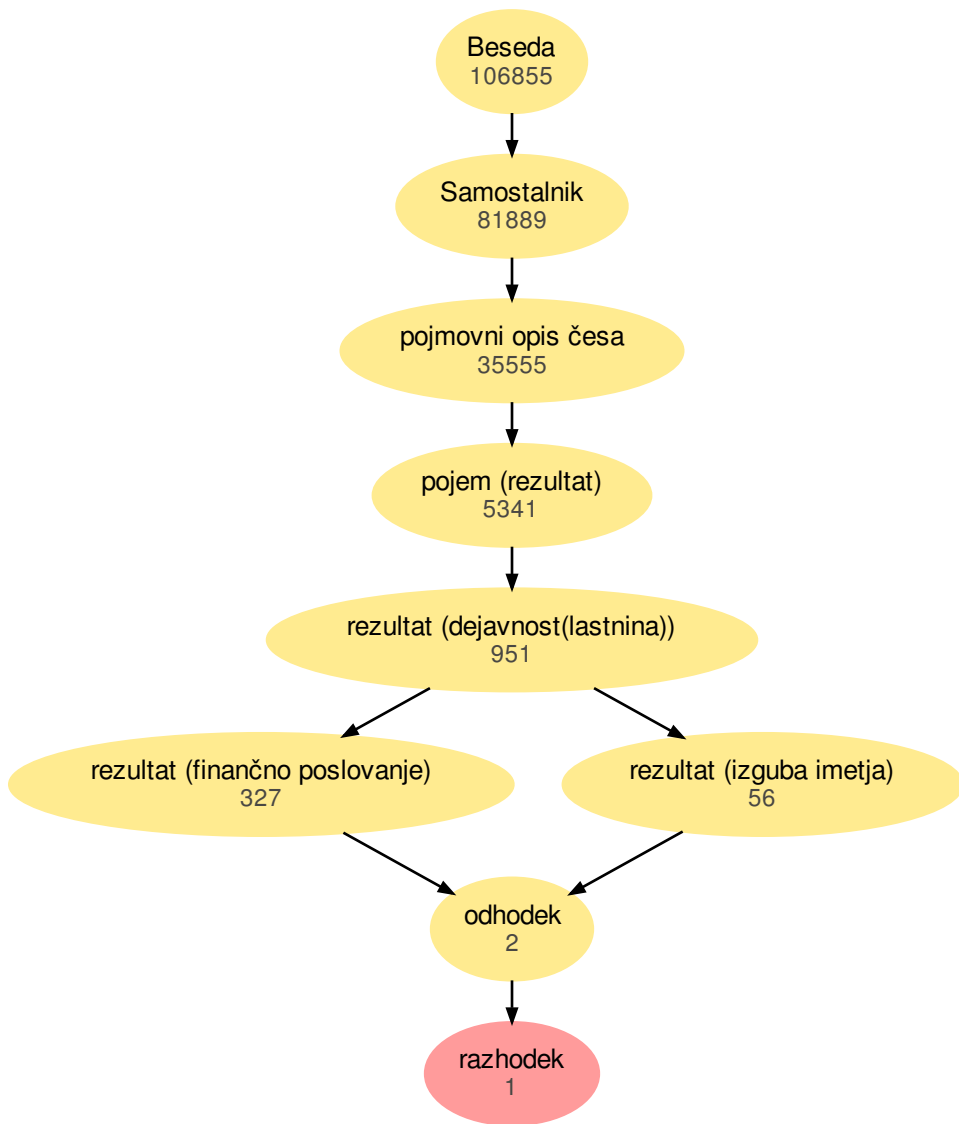 Beseda
106855
Samostalnik
81889
pojmovni opis česa
35555
pojem (rezultat)
5341
rezultat (dejavnost(lastnina))
951
rezultat (finančno poslovanje)
327
rezultat (izguba imetja)
56
odhodek
2
razhodek
1